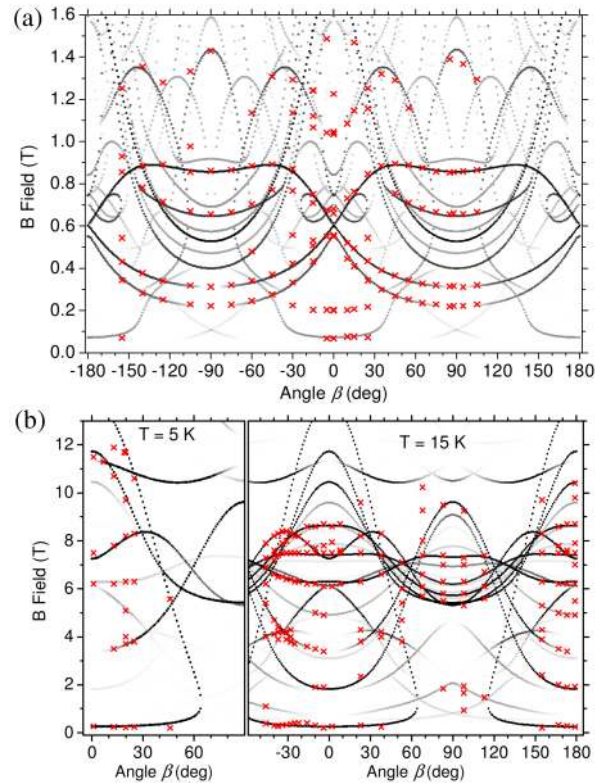 (a)
1.6
1.4
1.2
1.0
0.8
0.6
0.4
0.2
0.0
B Field (T)
-180 -150 -120 -90 -60 -30 0 30 60 90 120 150 180
Angle β (deg)
(b)
T = 5 K T = 15 K
12
10
8
6
4
2
0
B Field (T)
0 30 60 -30 0 30 60 90 120 150 180
Angle β (deg) Angle β (deg)